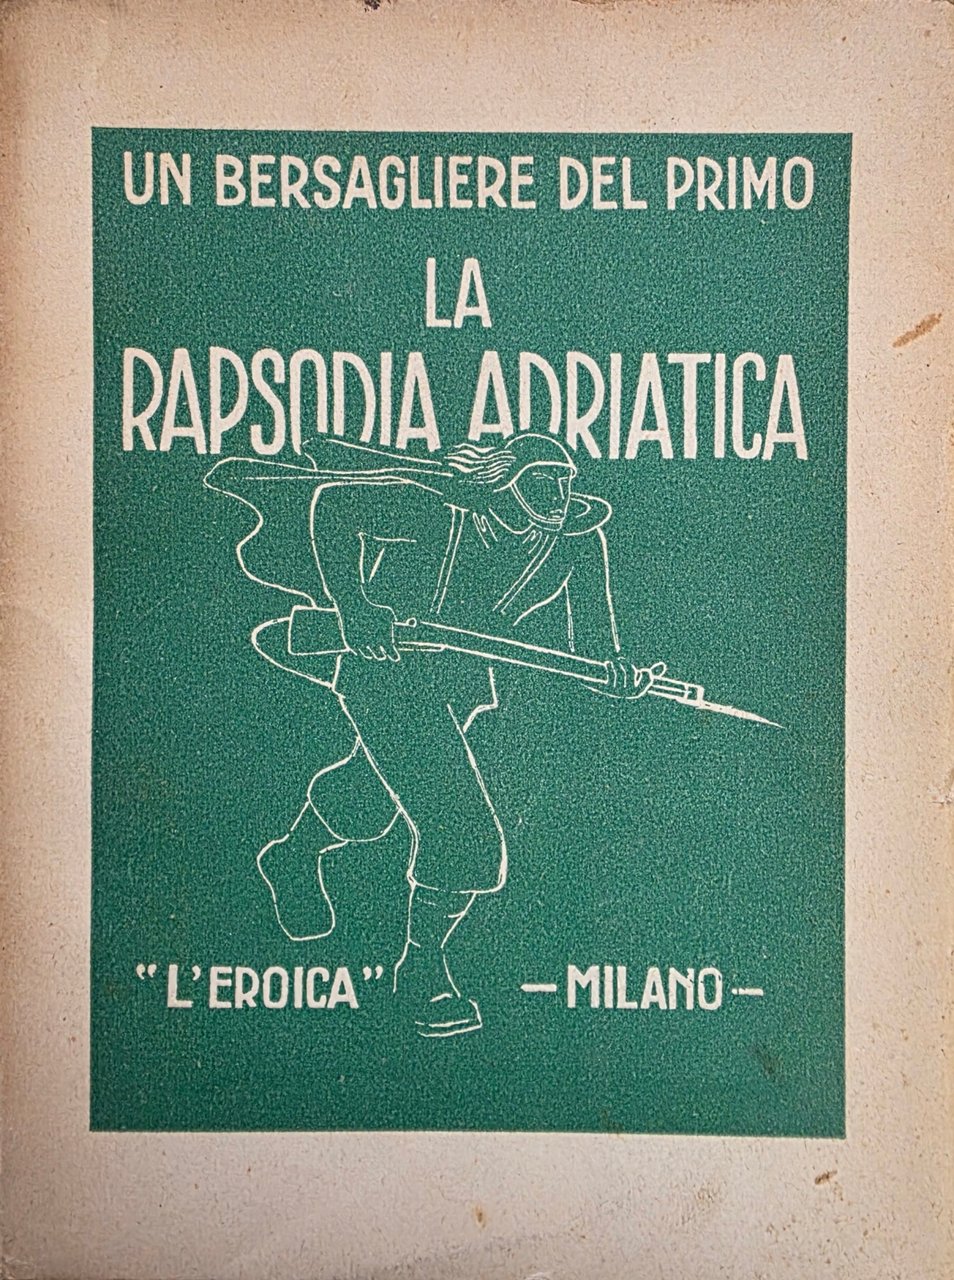 UN BERSAGLIERE DEL PRIMO
LA
RAPSODIA ADRIATICA
"L'EROICA" — MILANO —